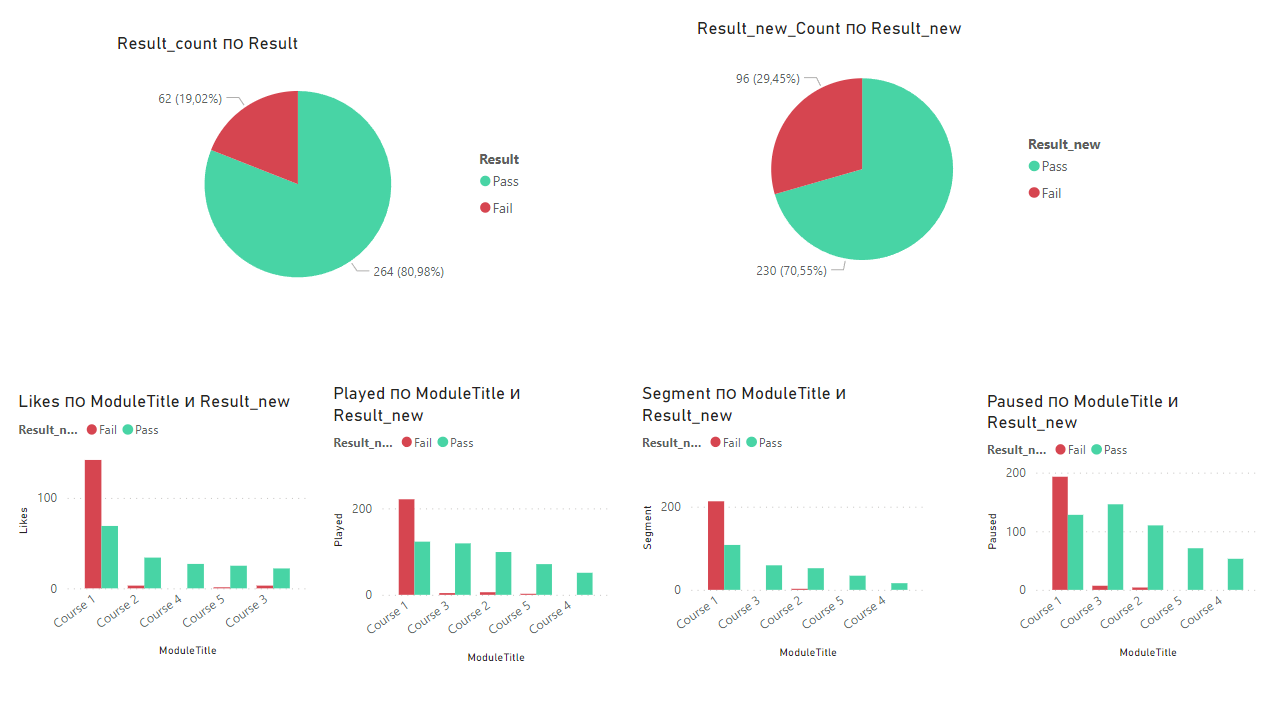 Result_count по Result
62 (19,02%)
264 (80,98%)
Result
Pass
Fail
Result_new_Count по Result_new
96 (29,45%)
230 (70,55%)
Result_new
Pass
Fail
Likes по ModuleTitle и Result_new
Result_n... Fail Pass
100
0
Likes
Course 1 Course 2 Course 4 Course 5 Course 3
ModuleTitle
Played по ModuleTitle и
Result_new
Result_n... Fail Pass
200
0
Played
Course 1 Course 3 Course 2 Course 5 Course 4
ModuleTitle
Segment по ModuleTitle и
Result_new
Result_n... Fail Pass
200
0
Segment
Course 1 Course 3 Course 2 Course 5 Course 4
ModuleTitle
Paused по ModuleTitle и
Result_new
Result_n... Fail Pass
200
100
0
Paused
Course 1 Course 3 Course 2 Course 5 Course 4
ModuleTitle